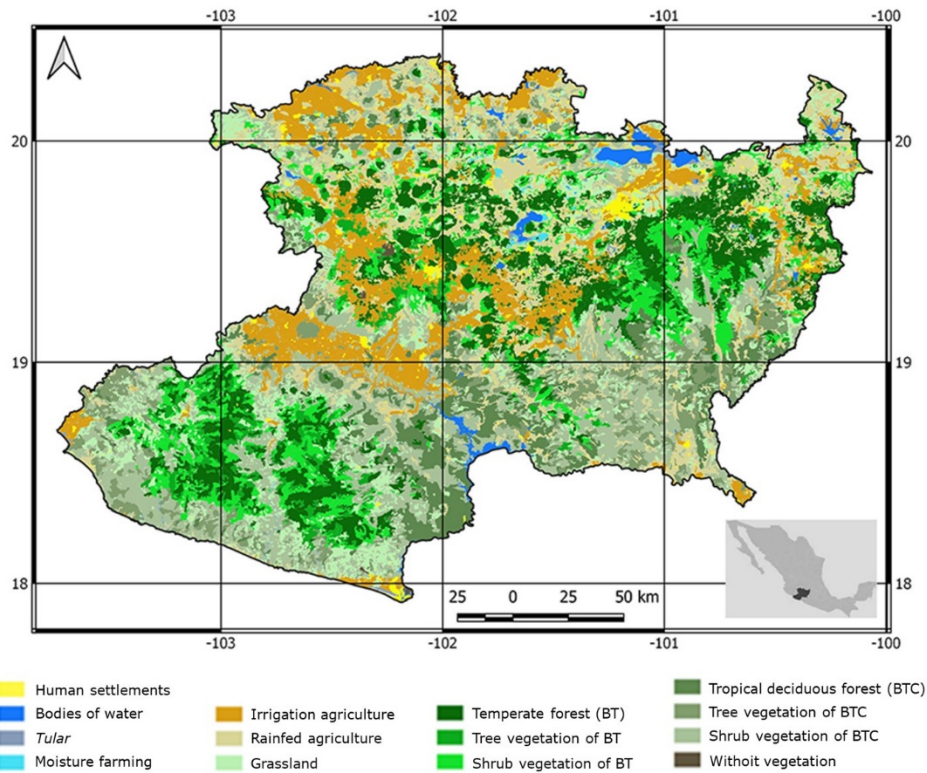 -103 -102 -101 -100
20 20
19 19
18 18
25 0 25 50 km
-103 -102 -101 -100
Human settlements
Bodies of water
Tular
Moisture farming
Irrigation agriculture
Rainfed agriculture
Grassland
Temperate forest (BT)
Tree vegetation of BT
Shrub vegetation of BT
Tropical deciduous forest (BTC)
Tree vegetation of BTC
Shrub vegetation of BTC
Withoit vegetation